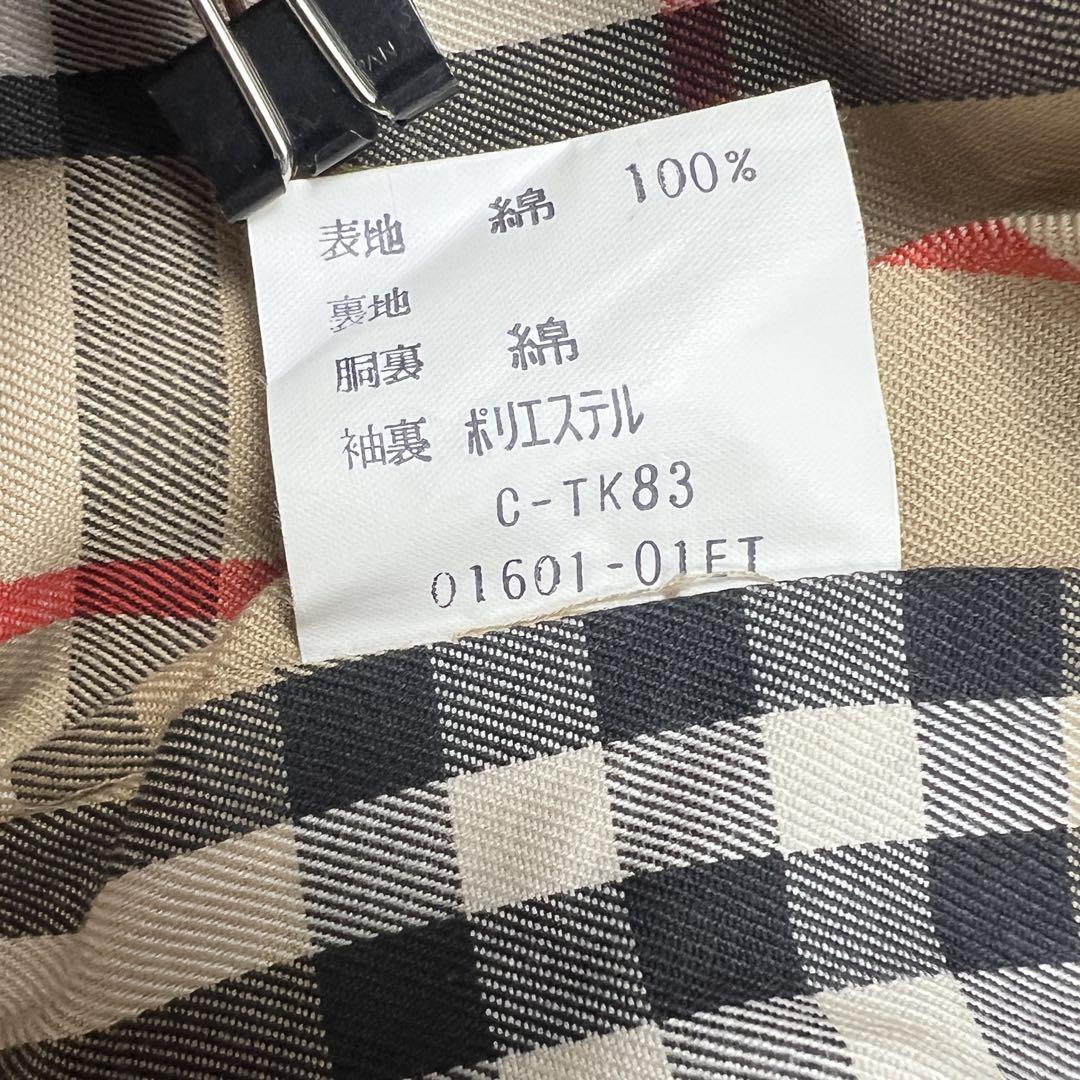 表地 綿 100%
裏地
胴裏 綿
袖裏 ポリエステル
C-TK83
01601-01ET